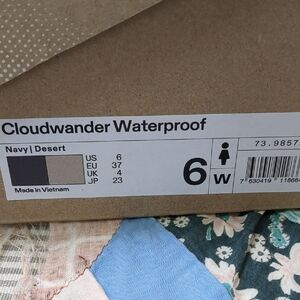 Cloudwander Waterproof
Navy | Desert
US 6
EU 37
UK 4
JP 23
6
W
73.9857
7 630419
Made in Vietnam